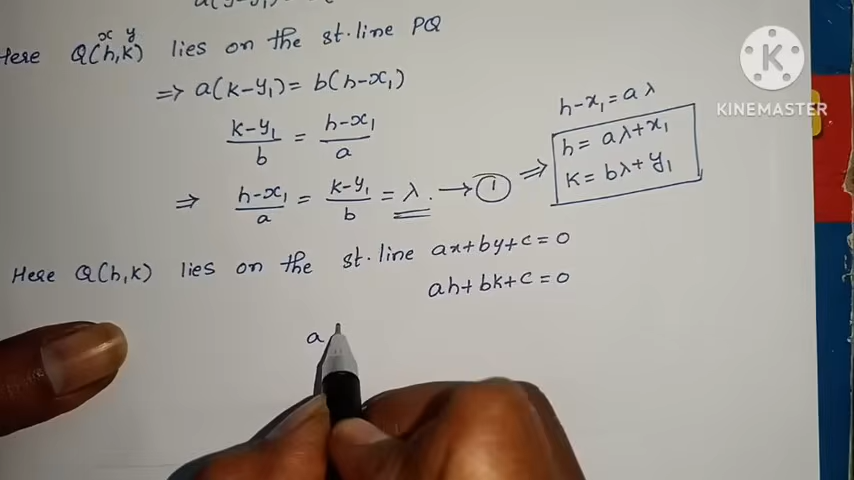 Here Q(h,k) lies on the st.line PQ
x y
⇒ a(k-y₁) = b(h-x₁)
(k-y₁)/b = (h-x₁)/a
⇒ (h-x₁)/a = (k-y₁)/b = λ. → ①
⇒ h-x₁ = aλ
h = aλ+x₁
k = bλ+y₁
Here Q(h,k) lies on the st.line ax+by+c=0
ah+bk+c=0
a
K
KINEMASTER